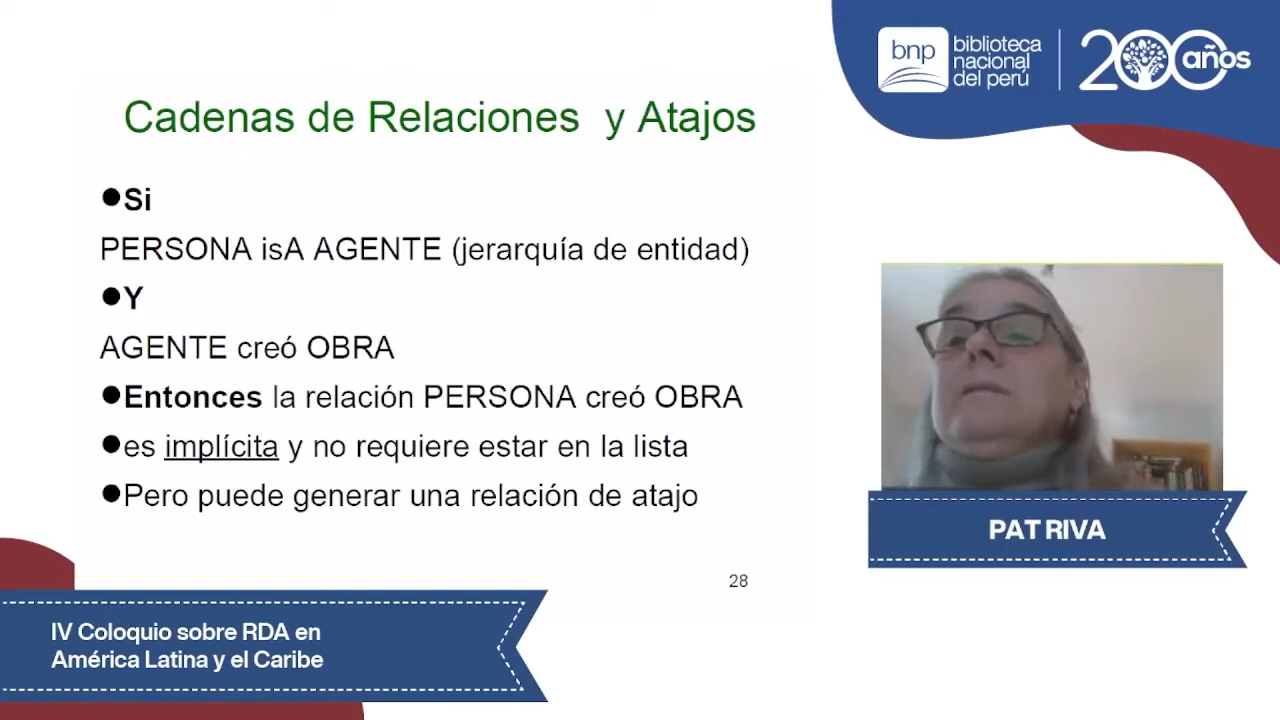 bnp
biblioteca
nacional
del perú
200 años
Cadenas de Relaciones y Atajos
●Si
PERSONA isA AGENTE (jerarquía de entidad)
●Y
AGENTE creó OBRA
●Entonces la relación PERSONA creó OBRA
●es implícita y no requiere estar en la lista
●Pero puede generar una relación de atajo
28
PAT RIVA
IV Coloquio sobre RDA en
América Latina y el Caribe